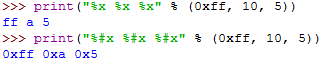 >>> print("%x %x %x" % (0xff, 10, 5))
ff a 5
>>> print("%#x %#x %#x" % (0xff, 10, 5))
0xff 0xa 0x5